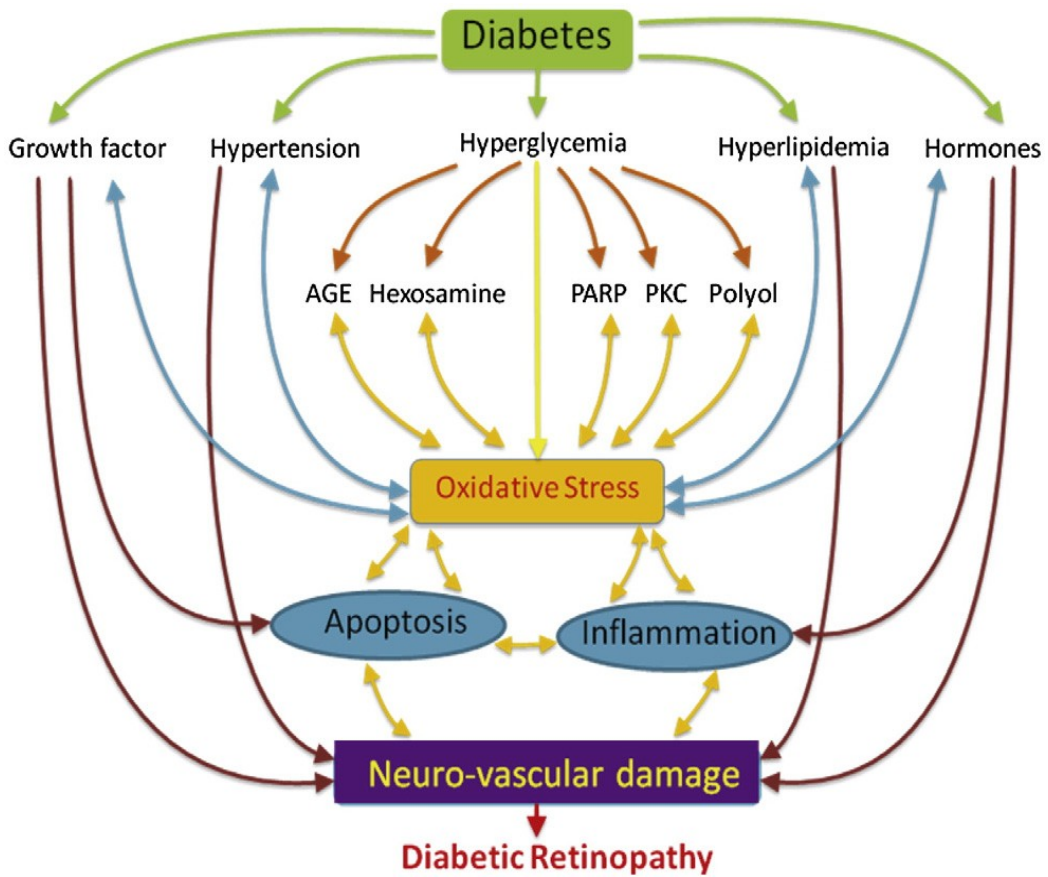 Diabetes
Growth factor
Hypertension
Hyperglycemia
Hyperlipidemia
Hormones
AGE
Hexosamine
PARP
PKC
Polyol
Oxidative Stress
Apoptosis
Inflammation
Neuro-vascular damage
Diabetic Retinopathy